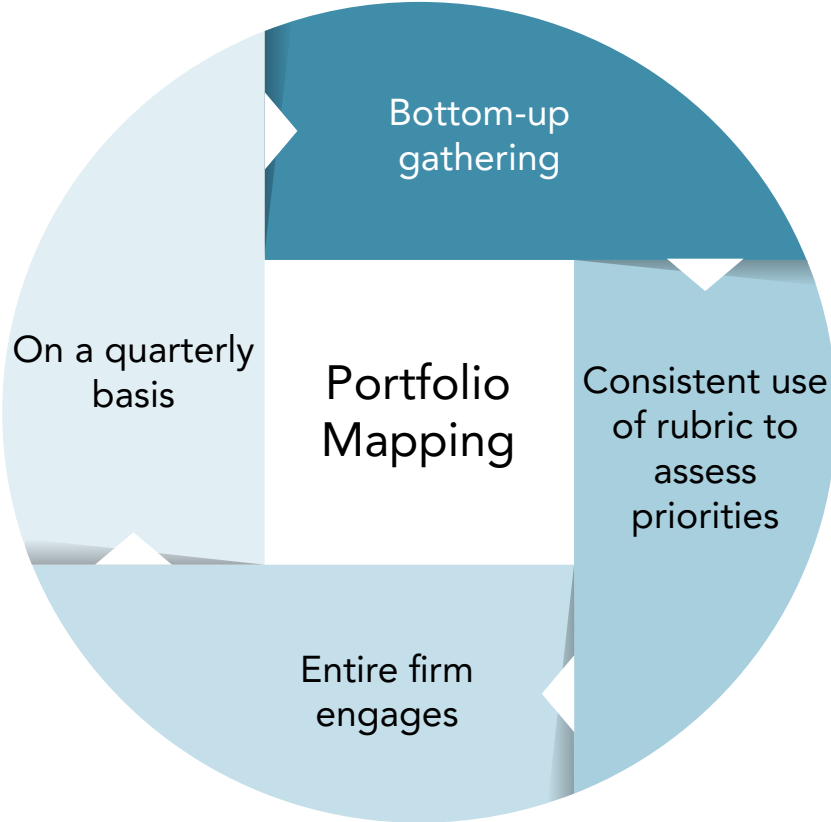 Bottom-up
gathering
Consistent use
of rubric to
assess
priorities
Entire firm
engages
On a quarterly
basis
Portfolio
Mapping